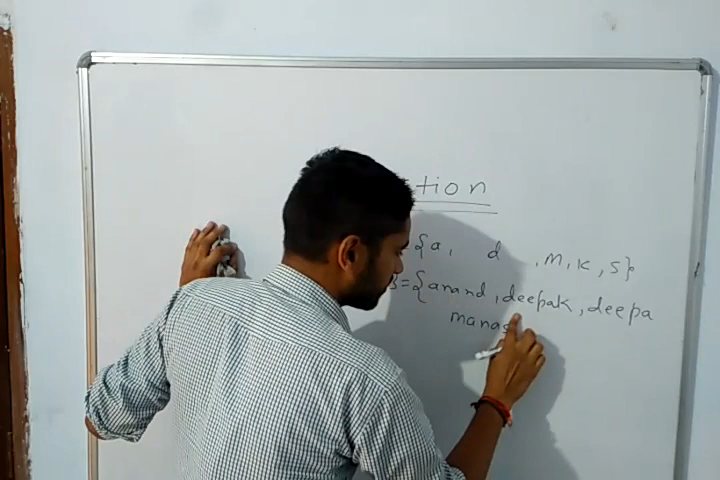 tion
={a, d ,m,k,s}
B={anand,deepak,deepa
manas